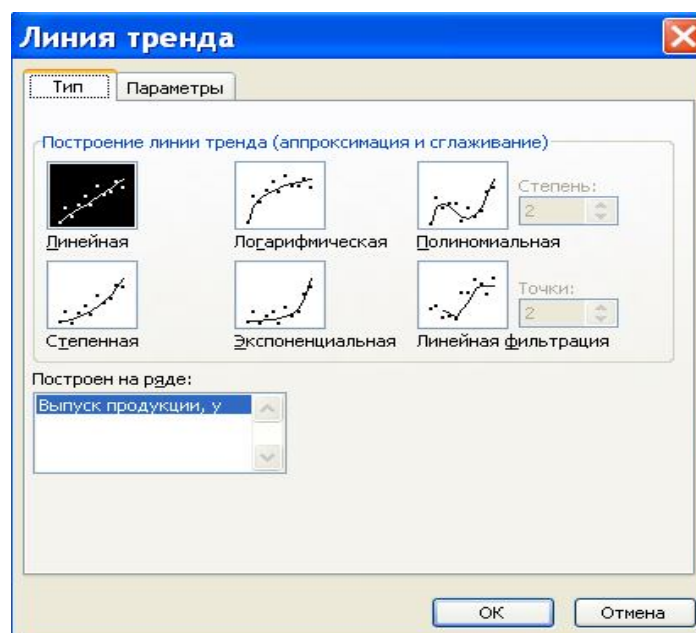 Линия тренда
Тип Параметры
Построение линии тренда (аппроксимация и сглаживание)
Степень:
2
Линейная Логарифмическая Полиномиальная
Точки:
2
Степенная Экспоненциальная Линейная фильтрация
Построен на ряде:
Выпуск продукции, у
ОК Отмена